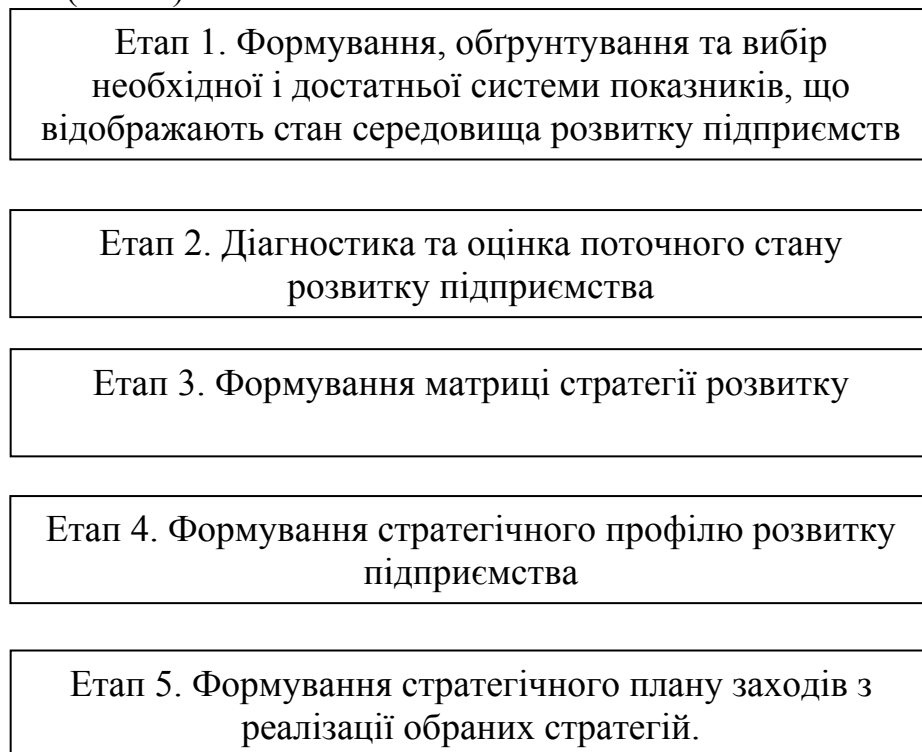 Етап 1. Формування, обґрунтування та вибір
необхідної і достатньої системи показників, що
відображають стан середовища розвитку підприємств
Етап 2. Діагностика та оцінка поточного стану
розвитку підприємства
Етап 3. Формування матриці стратегії розвитку
Етап 4. Формування стратегічного профілю розвитку
підприємства
Етап 5. Формування стратегічного плану заходів з
реалізації обраних стратегій.